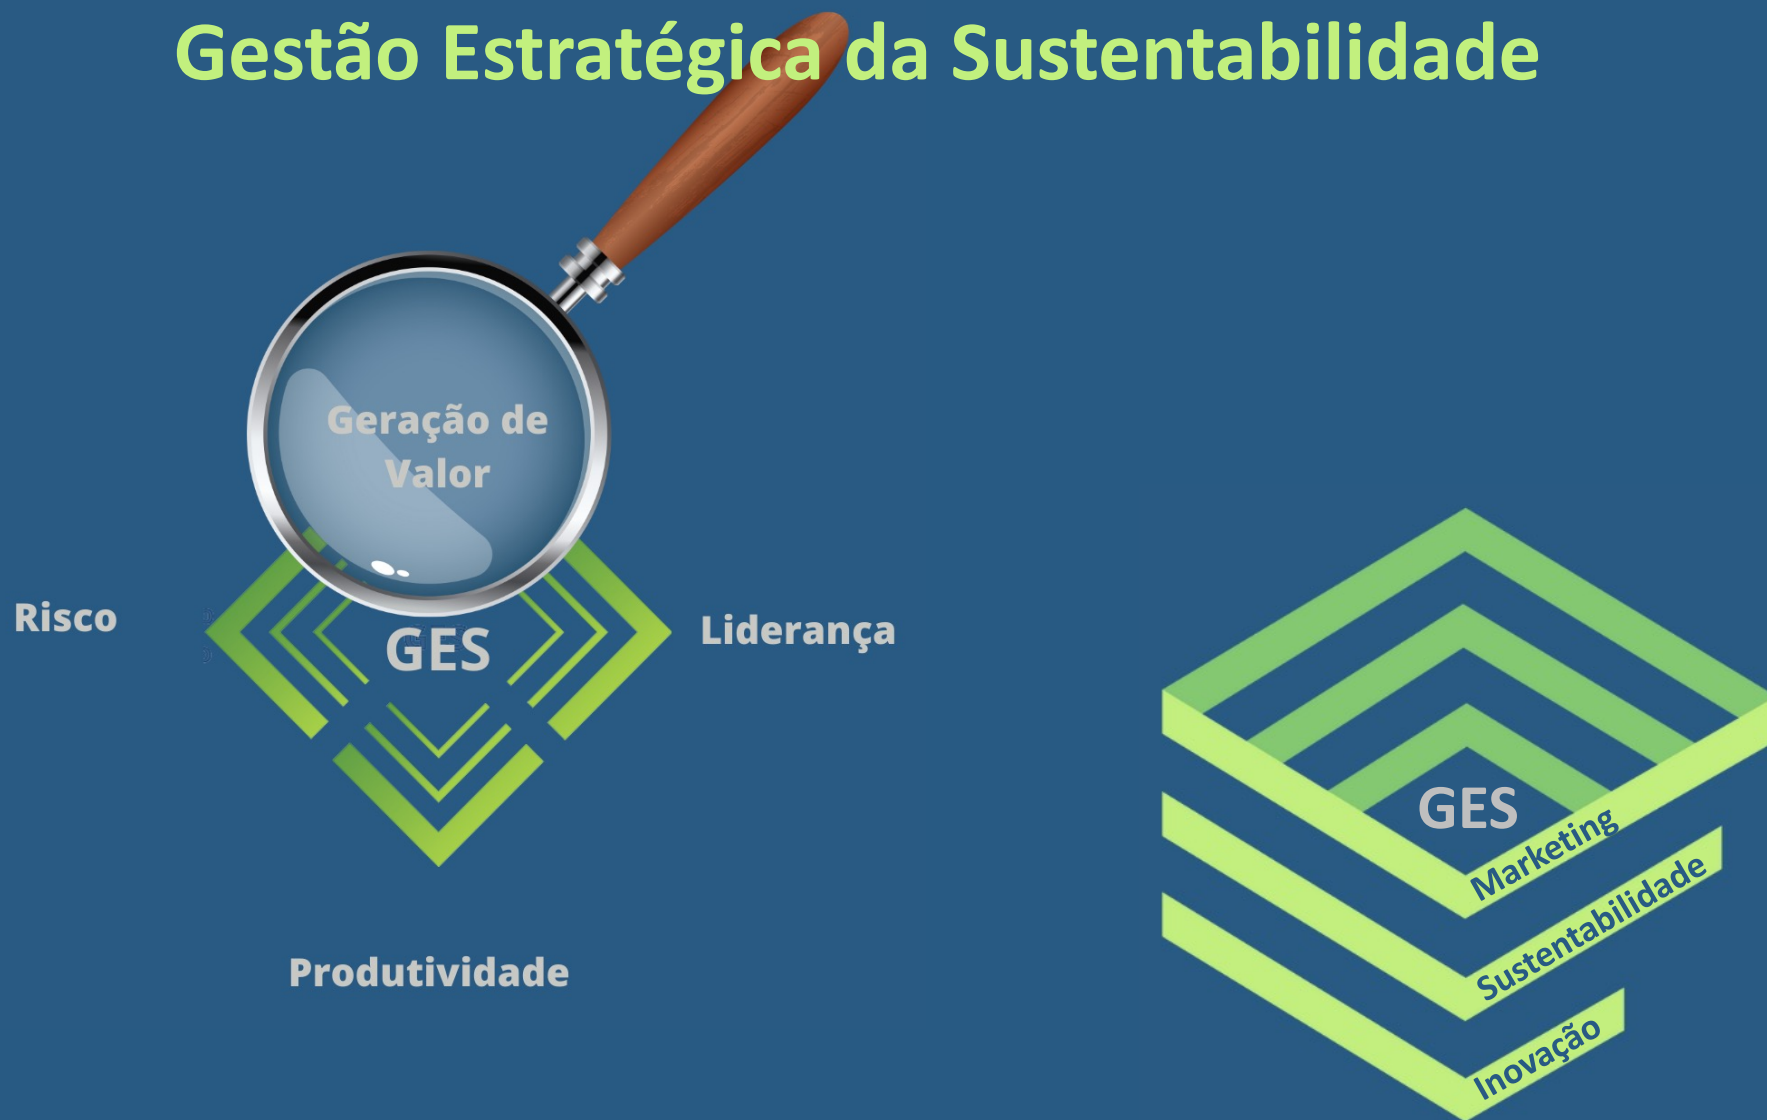 Gestão Estratégica da Sustentabilidade
Geração de
Valor
Risco
GES
Liderança
Produtividade
GES
Marketing
Sustentabilidade
Inovação